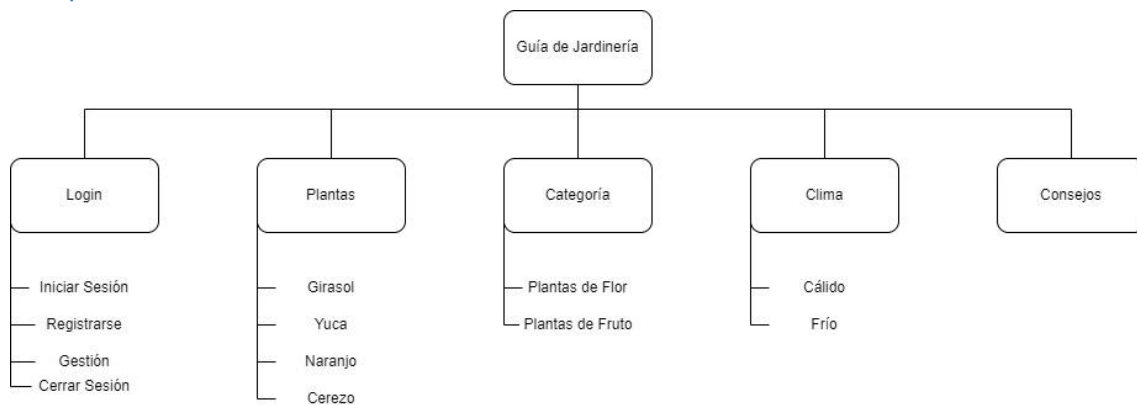 Guía de Jardinería
Login
Plantas
Categoría
Clima
Consejos
Iniciar Sesión
Registrarse
Gestión
Cerrar Sesión
Girasol
Yuca
Naranjo
Cerezo
Plantas de Flor
Plantas de Fruto
Cálido
Frío